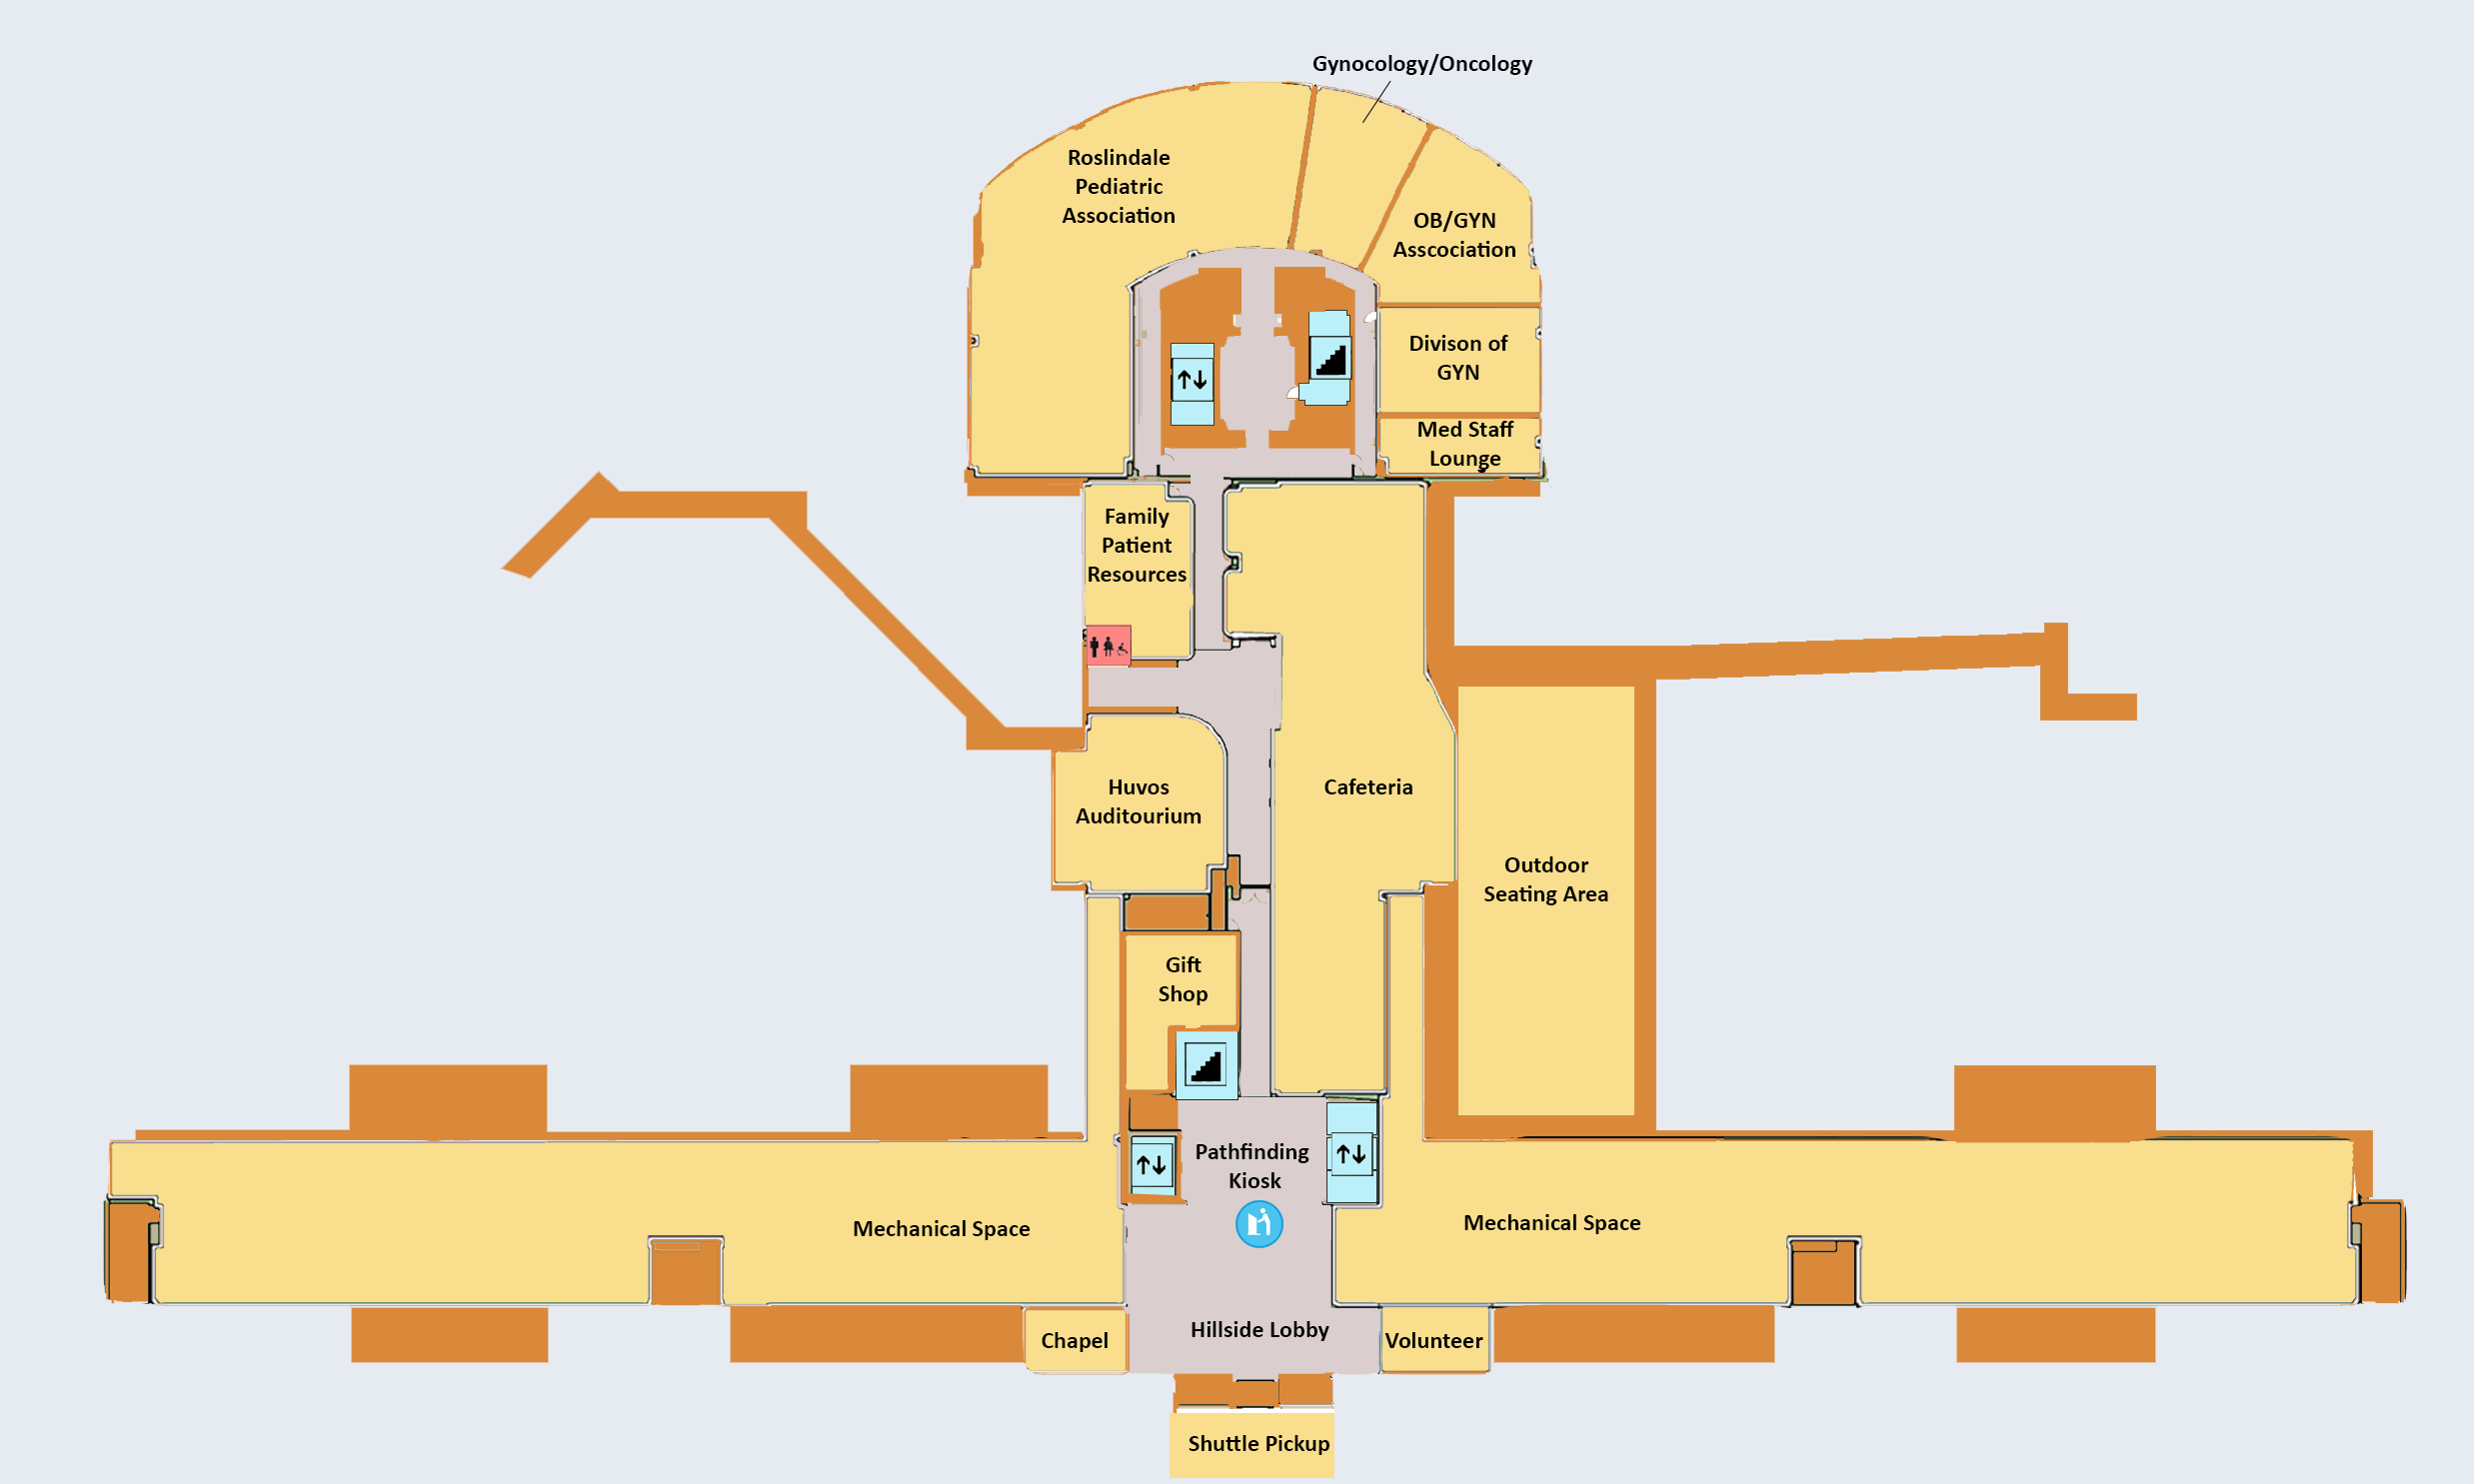 Gynocology/Oncology
Roslindale
Pediatric
Association
OB/GYN
Asscociation
Divison of
GYN
Med Staff
Lounge
Family
Patient
Resources
Huvos
Auditourium
Cafeteria
Outdoor
Seating Area
Gift
Shop
Pathfinding
Kiosk
Mechanical Space
Mechanical Space
Chapel
Hillside Lobby
Volunteer
Shuttle Pickup